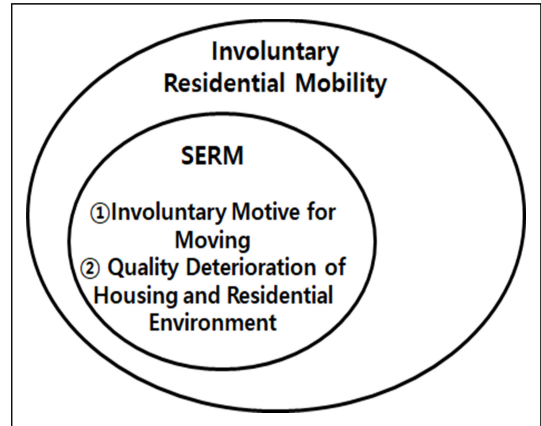 Involuntary
Residential Mobility
SERM
①Involuntary Motive for
Moving
② Quality Deterioration of
Housing and Residential
Environment